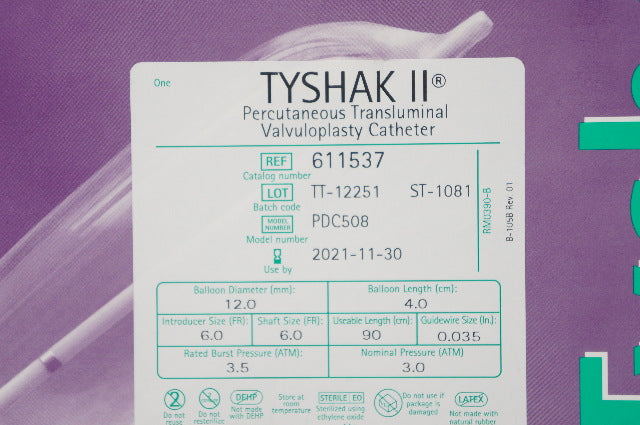 One
TYSHAK II®
Percutaneous Transluminal
Valvuloplasty Catheter
REF 611537
Catalog number
LOT TT-12251 ST-1081
Batch code
MODEL NUMBER PDC508
Model number
2021-11-30
Use by
RM0390-B
B-105B Rev. 01
Balloon Diameter (mm): Balloon Length (cm):
12.0 4.0
Introducer Size (FR): Shaft Size (FR): Useable Length (cm): Guidewire Size (In.):
6.0 6.0 90 0.035
Rated Burst Pressure (ATM): Nominal Pressure (ATM)
3.5 3.0
2 DEHP Store at room temperature STERILE EO Do not use if package is damaged LATEX
Do not reuse
Do not resterilize
Not made with DEHP
Sterilized using ethylene oxide
Not made with natural rubber